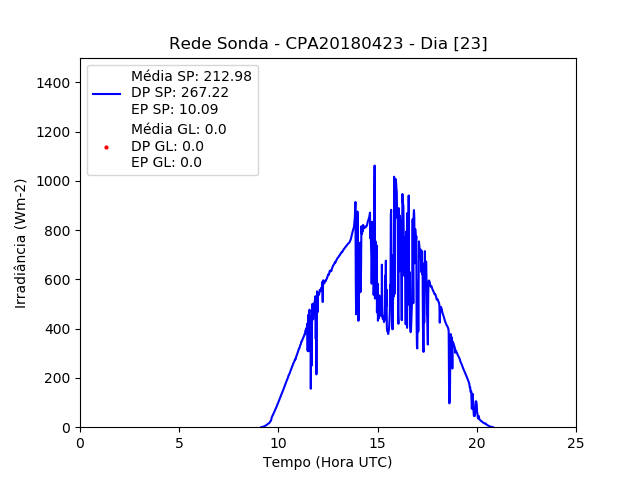 Rede Sonda - CPA20180423 - Dia [23]
Média SP: 212.98
DP SP: 267.22
EP SP: 10.09
Média GL: 0.0
DP GL: 0.0
EP GL: 0.0
1400
1200
1000
800
600
400
200
0
Irradiância (Wm-2)
0 5 10 15 20 25
Tempo (Hora UTC)